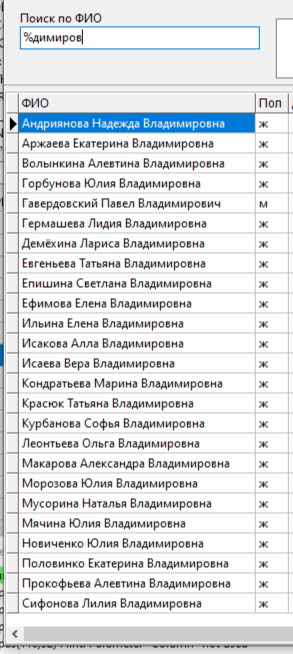 Поиск по ФИО
%димиров
ФИО Пол
Андриянова Надежда Владимировна ж
Аржаева Екатерина Владимировна ж
Волынкина Алевтина Владимировна ж
Горбунова Юлия Владимировна ж
Гавердовский Павел Владимирович м
Гермашева Лидия Владимировна ж
Демёхина Лариса Владимировна ж
Евгеньева Татьяна Владимировна ж
Епишина Светлана Владимировна ж
Ефимова Елена Владимировна ж
Ильина Елена Владимировна ж
Исакова Алла Владимировна ж
Исаева Вера Владимировна ж
Кондратьева Марина Владимировна ж
Красюк Татьяна Владимировна ж
Курбанова Софья Владимировна ж
Леонтьева Ольга Владимировна ж
Макарова Александра Владимировна ж
Морозова Юлия Владимировна ж
Мусорина Наталья Владимировна ж
Мячина Юлия Владимировна ж
Новиченко Юлия Владимировна ж
Половинко Екатерина Владимировна ж
Прокофьева Алевтина Владимировна ж
Сифонова Лилия Владимировна ж